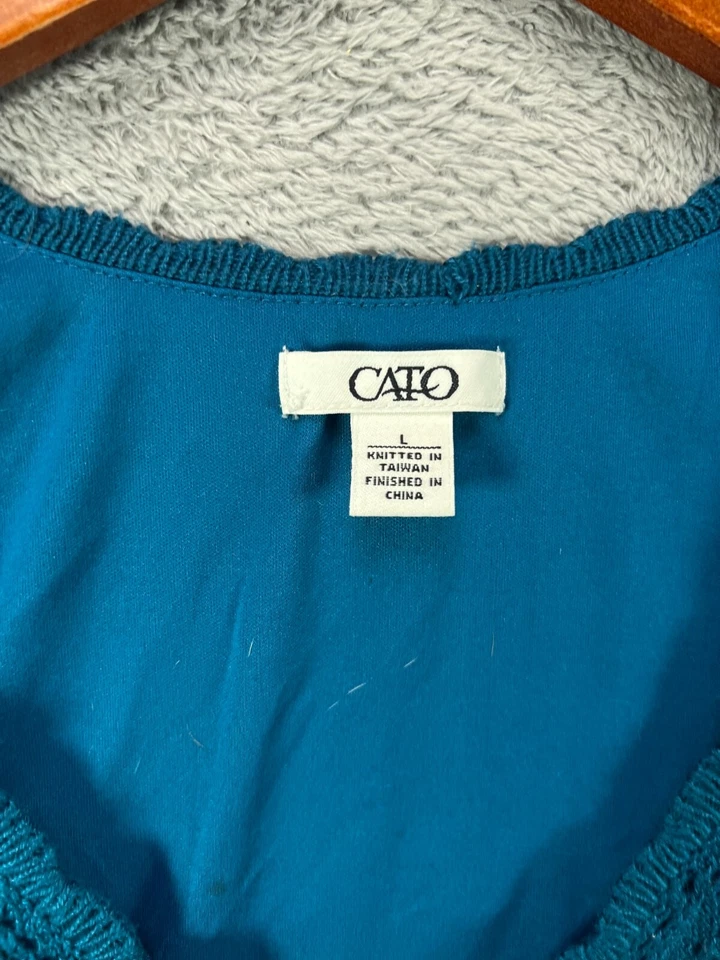 CATO
L
KNITTED IN
TAIWAN
FINISHED IN
CHINA